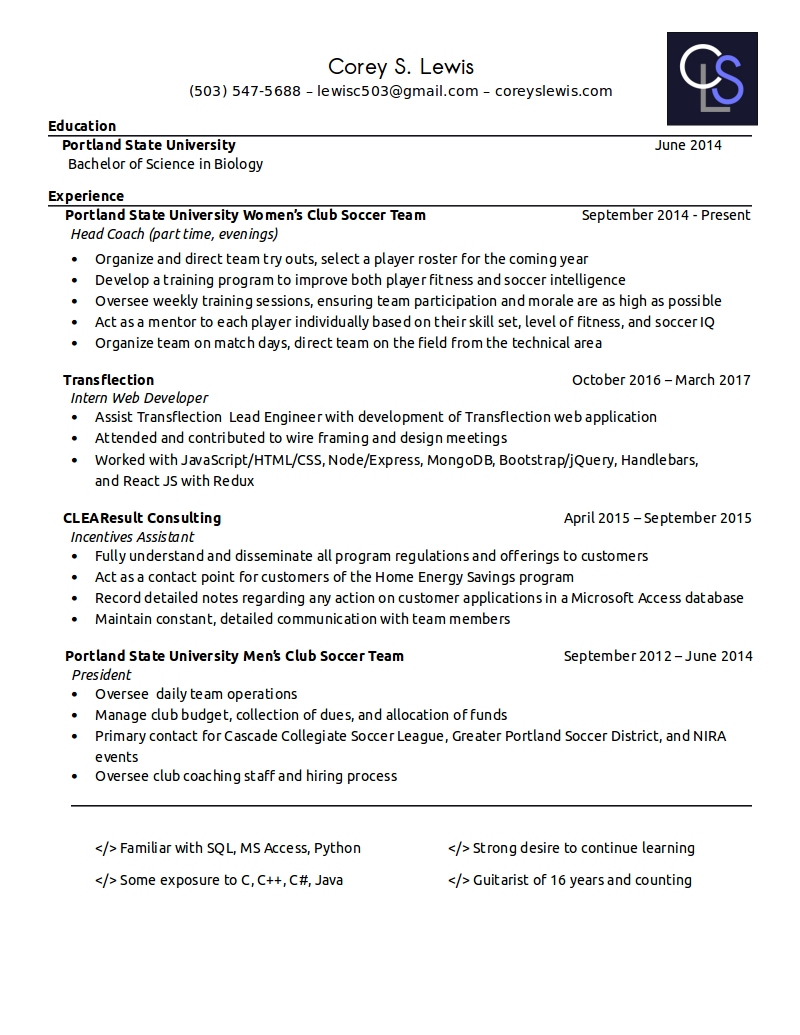 CLS
Corey S. Lewis
(503) 547-5688 – lewisc503@gmail.com – coreyslewis.com
Education
Portland State University June 2014
Bachelor of Science in Biology
Experience
Portland State University Women's Club Soccer Team September 2014 - Present
Head Coach (part time, evenings)
• Organize and direct team try outs, select a player roster for the coming year
• Develop a training program to improve both player fitness and soccer intelligence
• Oversee weekly training sessions, ensuring team participation and morale are as high as possible
• Act as a mentor to each player individually based on their skill set, level of fitness, and soccer IQ
• Organize team on match days, direct team on the field from the technical area
Transflection October 2016 – March 2017
Intern Web Developer
• Assist Transflection Lead Engineer with development of Transflection web application
• Attended and contributed to wire framing and design meetings
• Worked with JavaScript/HTML/CSS, Node/Express, MongoDB, Bootstrap/jQuery, Handlebars,
and React JS with Redux
CLEAResult Consulting April 2015 – September 2015
Incentives Assistant
• Fully understand and disseminate all program regulations and offerings to customers
• Act as a contact point for customers of the Home Energy Savings program
• Record detailed notes regarding any action on customer applications in a Microsoft Access database
• Maintain constant, detailed communication with team members
Portland State University Men's Club Soccer Team September 2012 – June 2014
President
• Oversee daily team operations
• Manage club budget, collection of dues, and allocation of funds
• Primary contact for Cascade Collegiate Soccer League, Greater Portland Soccer District, and NIRA
events
• Oversee club coaching staff and hiring process
</> Familiar with SQL, MS Access, Python </> Strong desire to continue learning
</> Some exposure to C, C++, C#, Java </> Guitarist of 16 years and counting